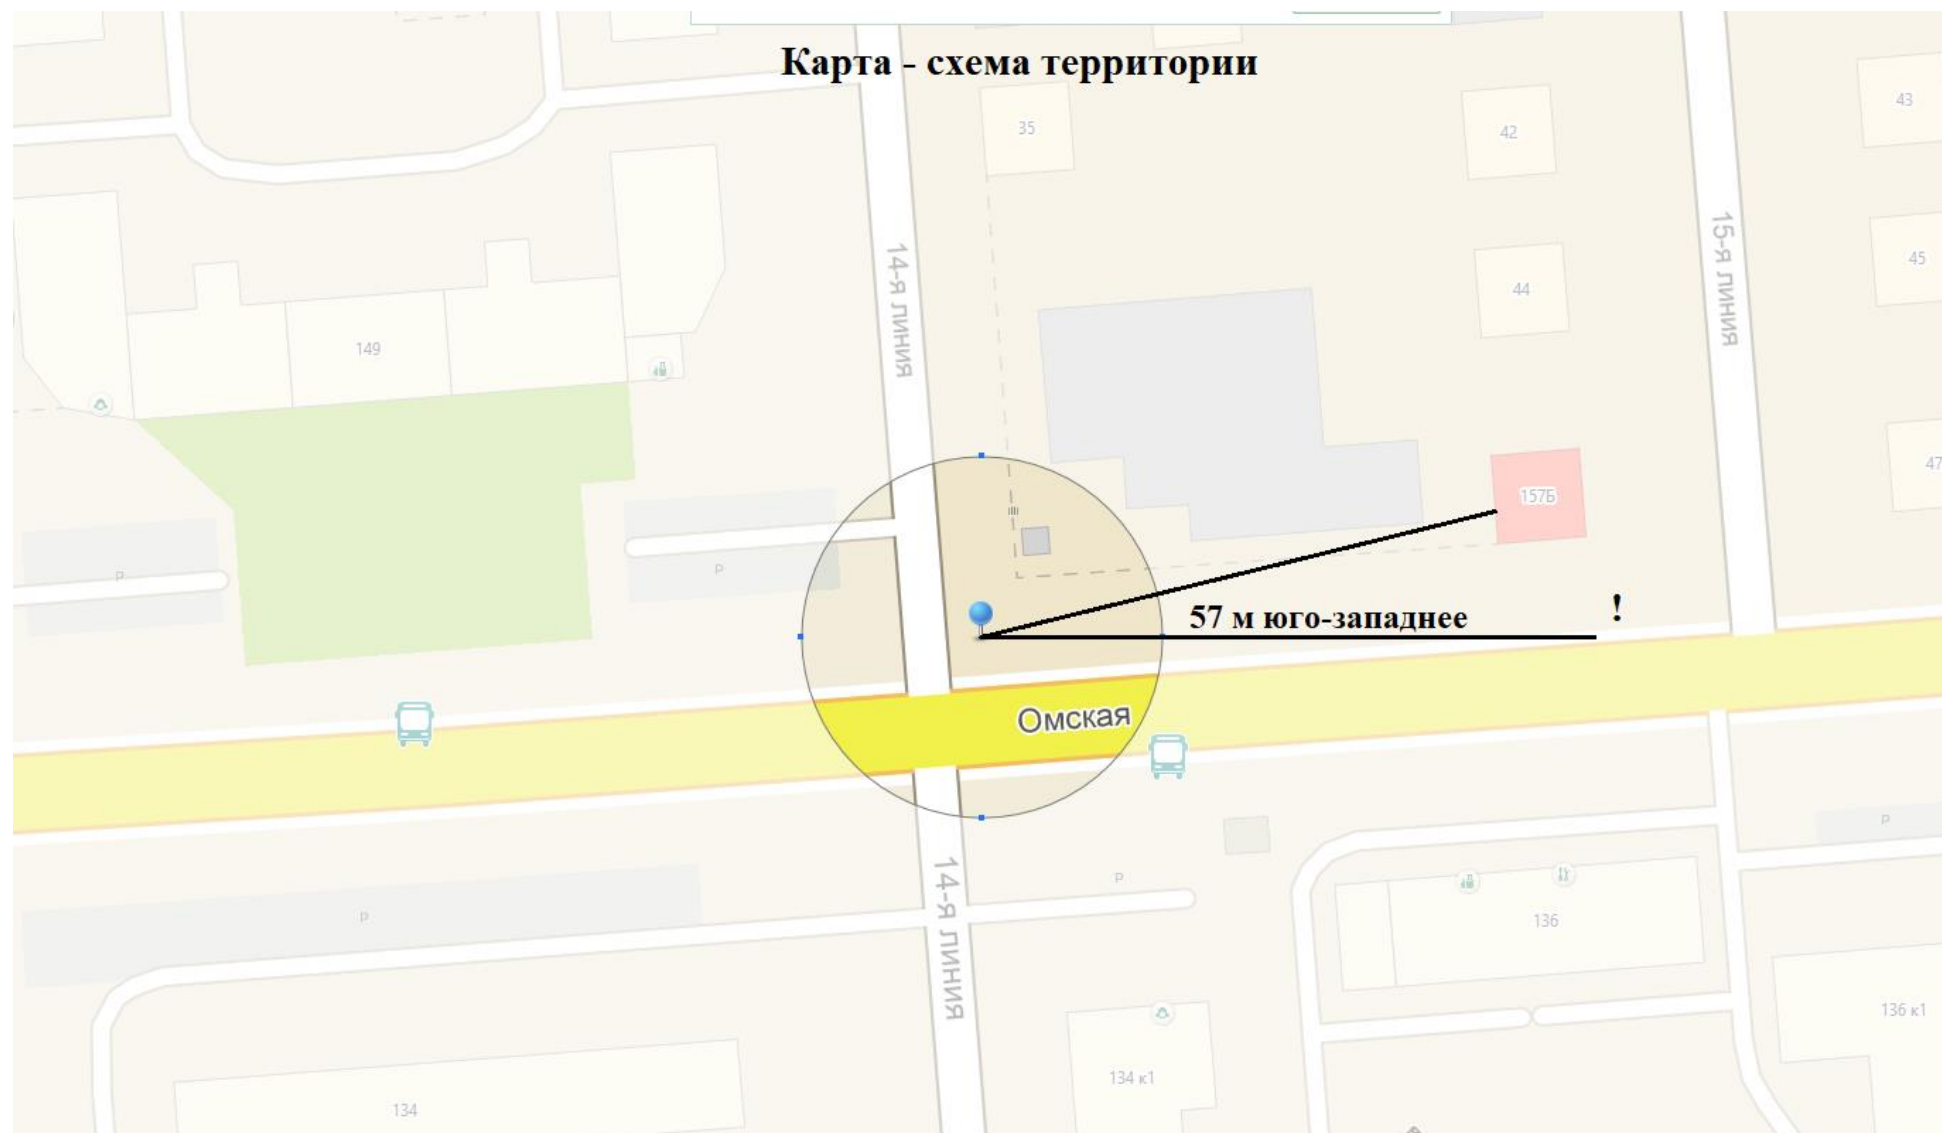 Карта - схема территории
35
42
43
14-я линия
15-я линия
45
44
149
47
157Б
Р
Р
57 м юго-западнее
!
Омская
14-я линия
Р
Р
Р
136
136 к1
134 к1
134